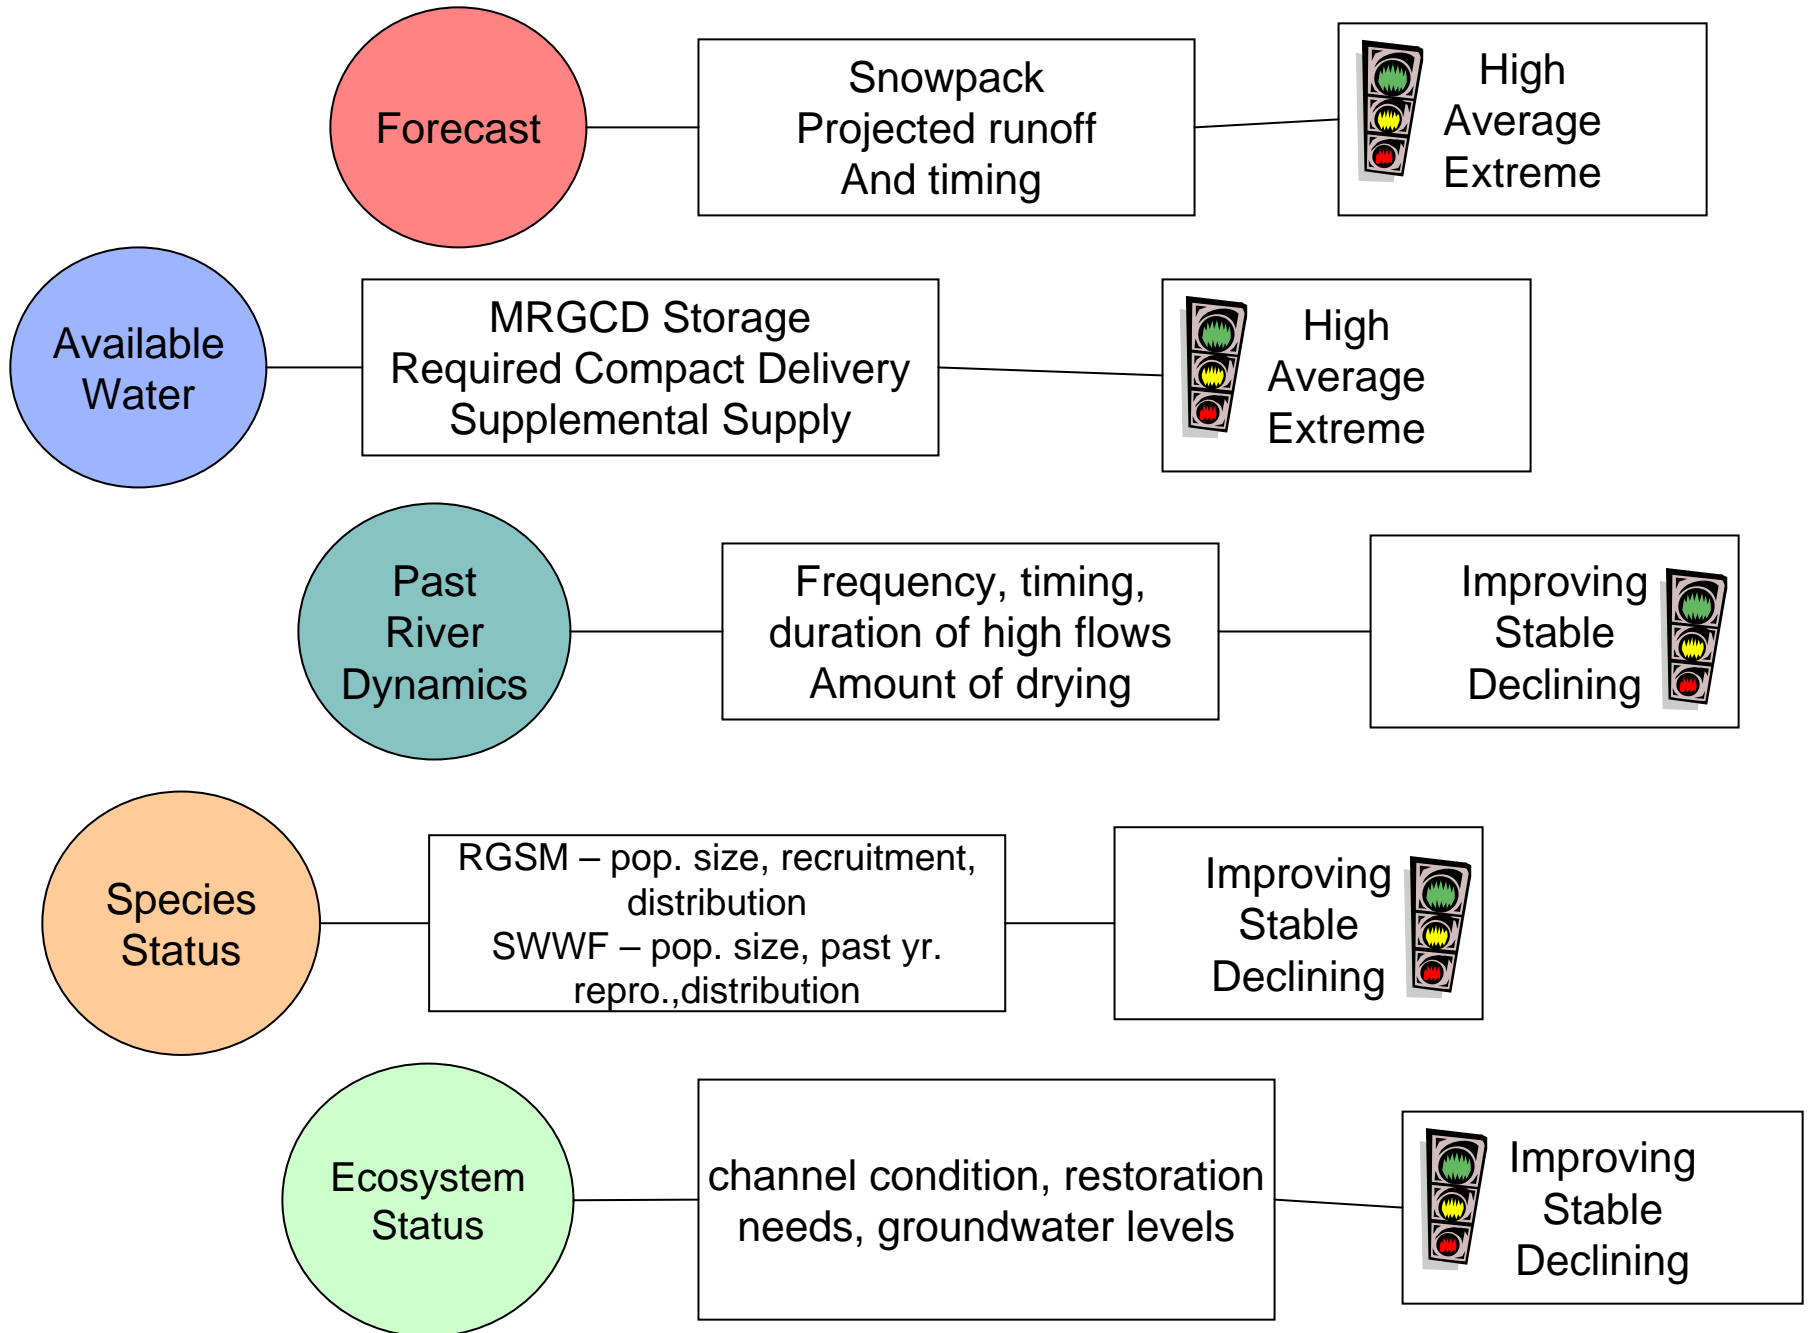 Forecast
Snowpack
Projected runoff
And timing
High
Average
Extreme
Available
Water
MRGCD Storage
Required Compact Delivery
Supplemental Supply
High
Average
Extreme
Past
River
Dynamics
Frequency, timing,
duration of high flows
Amount of drying
Improving
Stable
Declining
Species
Status
RGSM – pop. size, recruitment,
distribution
SWWF – pop. size, past yr.
repro.,distribution
Improving
Stable
Declining
Ecosystem
Status
channel condition, restoration
needs, groundwater levels
Improving
Stable
Declining